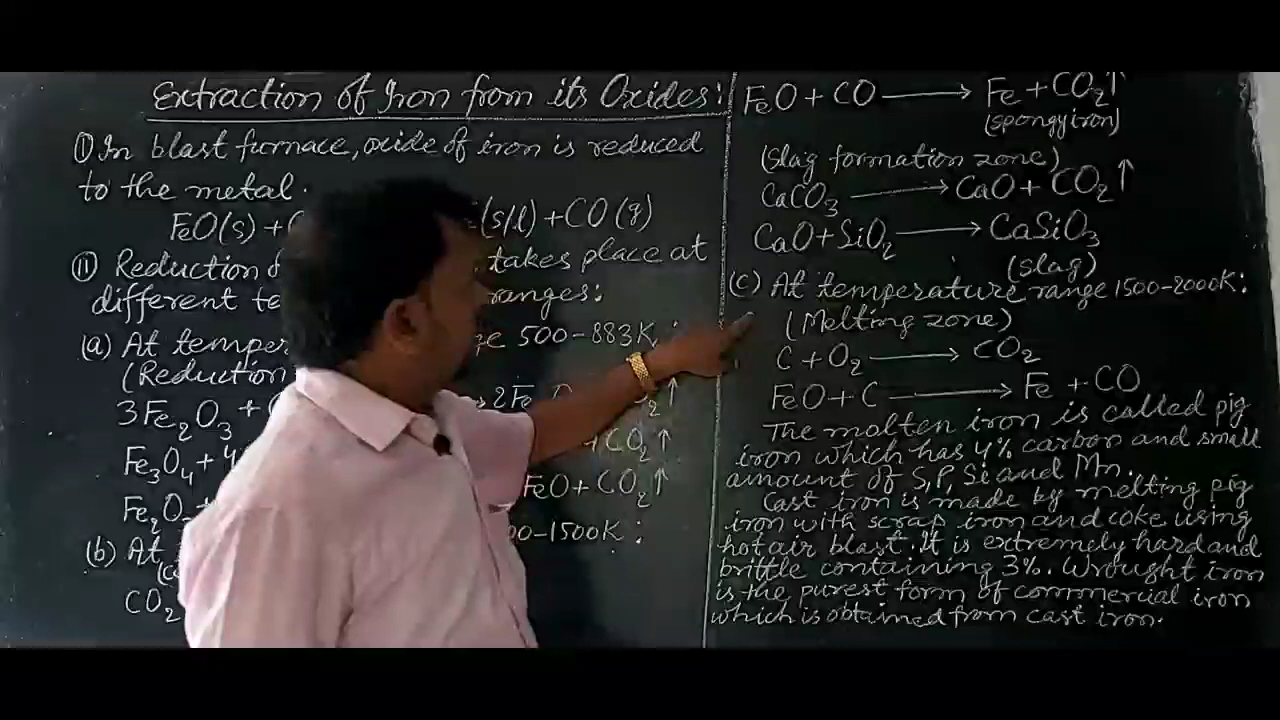 Extraction of Iron from its Oxides:
(I) In blast furnace, oxide of iron is reduced
to the metal.
FeO(s) + (s/l) + CO (g)
(II) Reduction takes place at
different ranges:
(a) At 500-883K:
(Reduction
3Fe₂O₃ +
Fe₃O₄ + 4 + CO₂↑
Fe₂O FeO + CO₂↑
(b) At -1500K:
CO₂
FeO + CO → Fe + CO₂↑
(spongy iron)
(Slag formation zone)
CaCO₃ → CaO + CO₂↑
CaO + SiO₂ → CaSiO₃
(slag)
(c) At temperature range 1500-2000K:
(Melting zone)
C + O₂ → CO₂
FeO + C → Fe + CO
The molten iron is called pig
iron which has 4% carbon and small
amount of S, P, Si and Mn.
Cast iron is made by melting pig
iron with scrap iron and coke using
hot air blast. It is extremely hard and
brittle containing 3%. Wrought iron
is the purest form of commercial iron
which is obtained from cast iron.